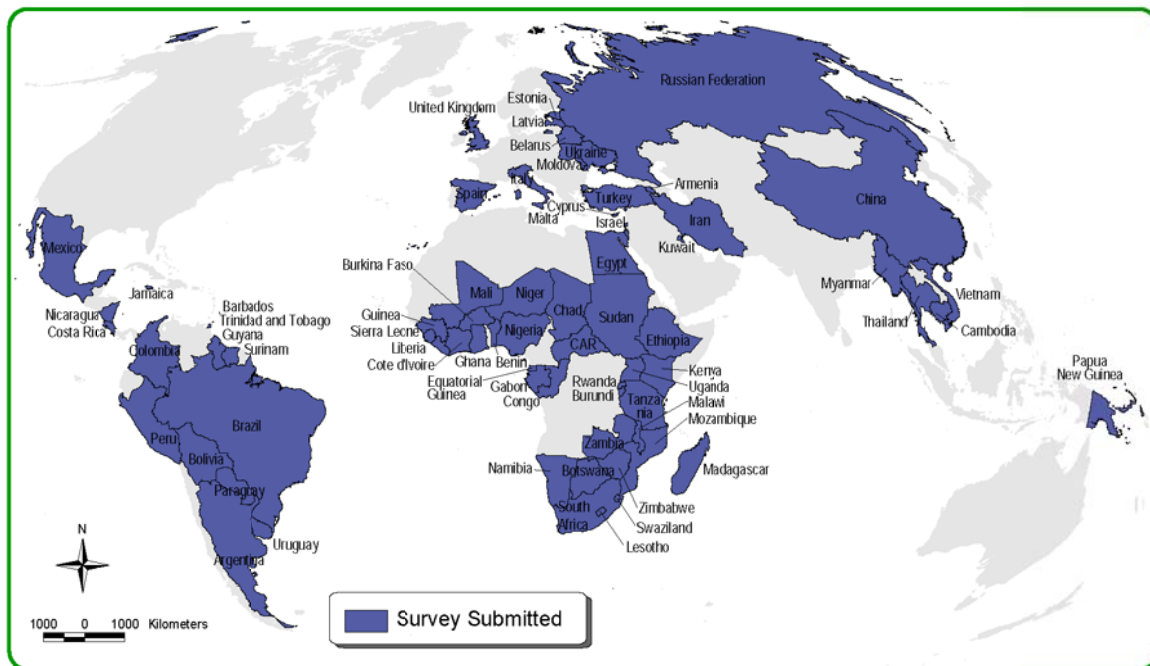 Russian Federation
Estonia
United Kingdom
Latvia
Belarus
Ukraine
Moldova
Italy
Spain
Turkey
Armenia
Cyprus
Malta
Israel
Iran
China
Kuwait
Egypt
Mexico
Jamaica
Burkina Faso
Mali
Niger
Chad
Sudan
Myanmar
Vietnam
Thailand
Cambodia
Nicaragua
Costa Rica
Barbados
Trinidad and Tobago
Guyana
Surinam
Colombia
Guinea
Sierra Leone
Liberia
Cote d'Ivoire
Ghana
Benin
Nigeria
CAR
Ethiopia
Equatorial
Guinea
Gabon
Congo
Rwanda
Burundi
Kenya
Uganda
Tanza
nia
Malawi
Mozambique
Papua
New Guinea
Peru
Brazil
Bolivia
Paraguay
Zambia
Namibia
Botswana
Madagascar
South
Africa
Zimbabwe
Swaziland
Lesotho
Uruguay
Argentina
N
1000 0 1000 Kilometers
Survey Submitted